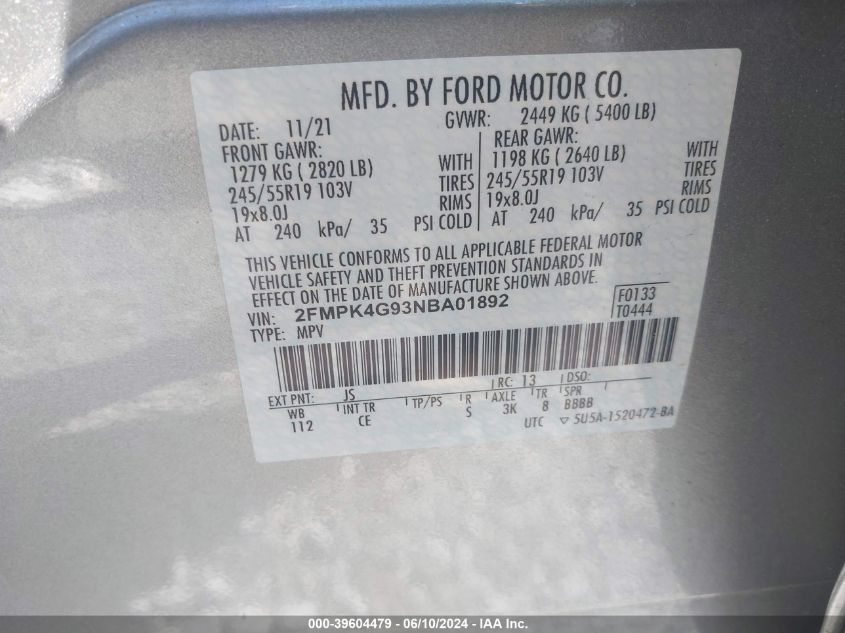 MFD. BY FORD MOTOR CO.
DATE: 11/21 GVWR: 2449 KG ( 5400 LB)
FRONT GAWR: REAR GAWR:
1279 KG ( 2820 LB) WITH 1198 KG ( 2640 LB) WITH
245/55R19 103V TIRES 245/55R19 103V TIRES
19x8.0J RIMS 19x8.0J RIMS
AT 240 kPa/ 35 PSI COLD AT 240 kPa/ 35 PSI COLD
THIS VEHICLE CONFORMS TO ALL APPLICABLE FEDERAL MOTOR
VEHICLE SAFETY AND THEFT PREVENTION STANDARDS IN
EFFECT ON THE DATE OF MANUFACTURE SHOWN ABOVE.
VIN: 2FMPK4G93NBA01892 F0133
TYPE: MPV T0444
EXT PNT: JS RC: 13 DSO:
WB INT TR TP/PS R AXLE TR SPR
112 CE S 3K 8 BBBB
UTC ▽ 5U5A-1520472-BA
000-39604479 - 06/10/2024 - IAA Inc.